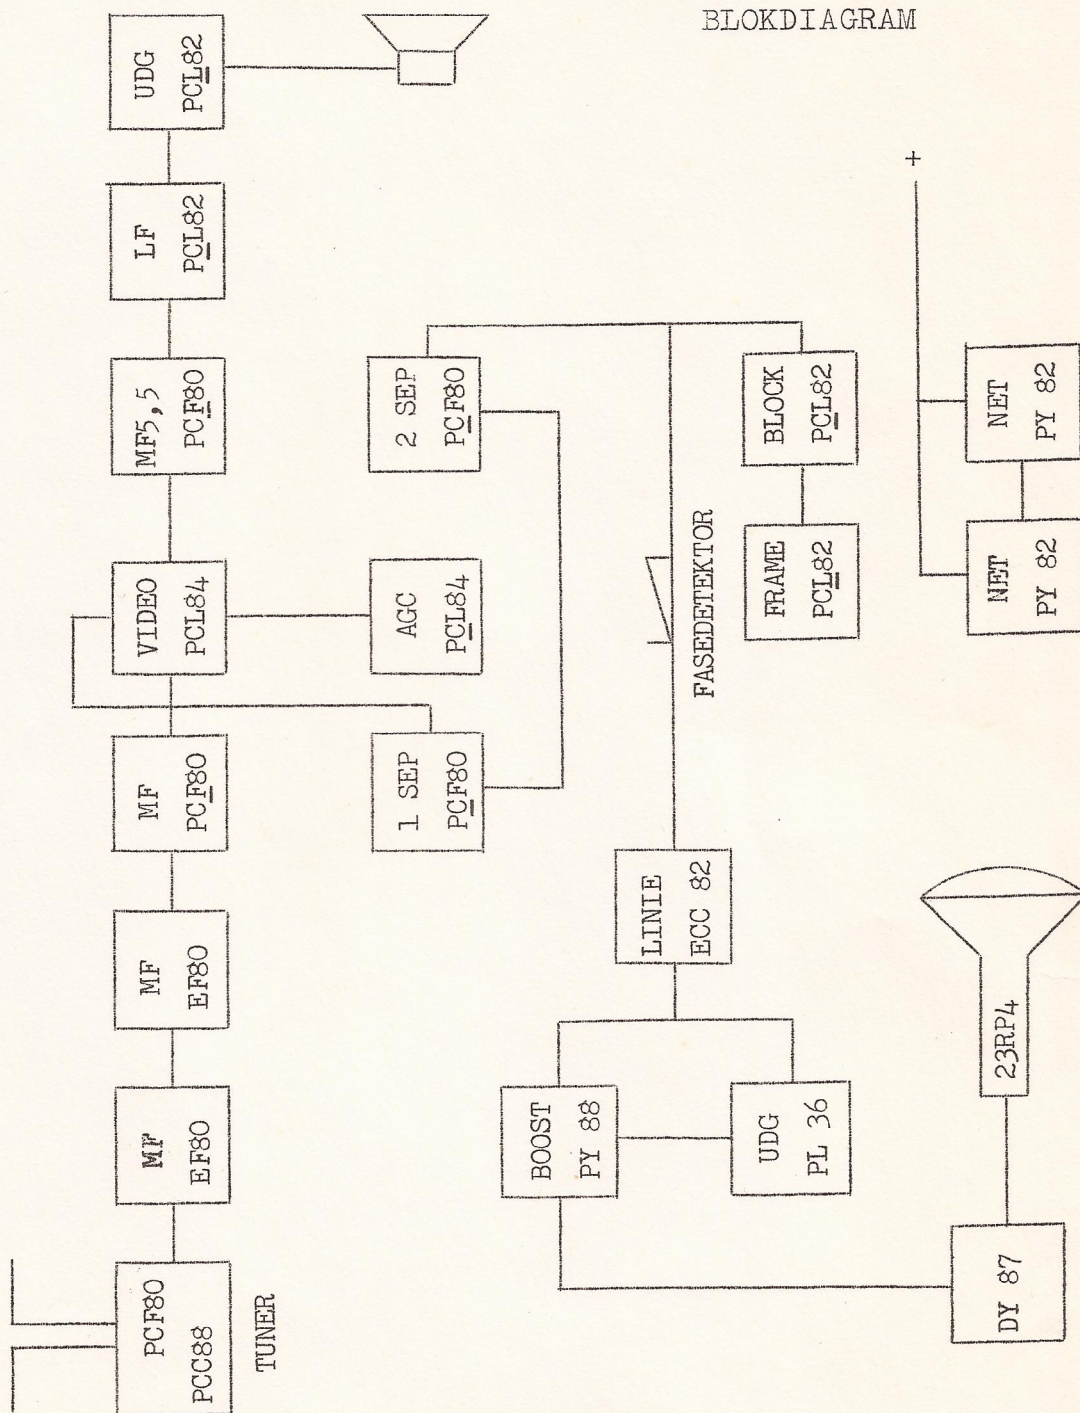 BLOKDIAGRAM
PCF80
PCC88
TUNER
MF
EF80
MF
EF80
MF
PCF80
VIDEO
PCL84
MF5,5
PCF80
LF
PCL82
UDG
PCL82
1 SEP
PCF80
AGC
PCL84
2 SEP
PCF80
BOOST
PY 88
UDG
PL 36
LINIE
ECC 82
FASEDETEKTOR
FRAME
PCL82
BLOCK
PCL82
DY 87
23RP4
NET
PY 82
NET
PY 82
+